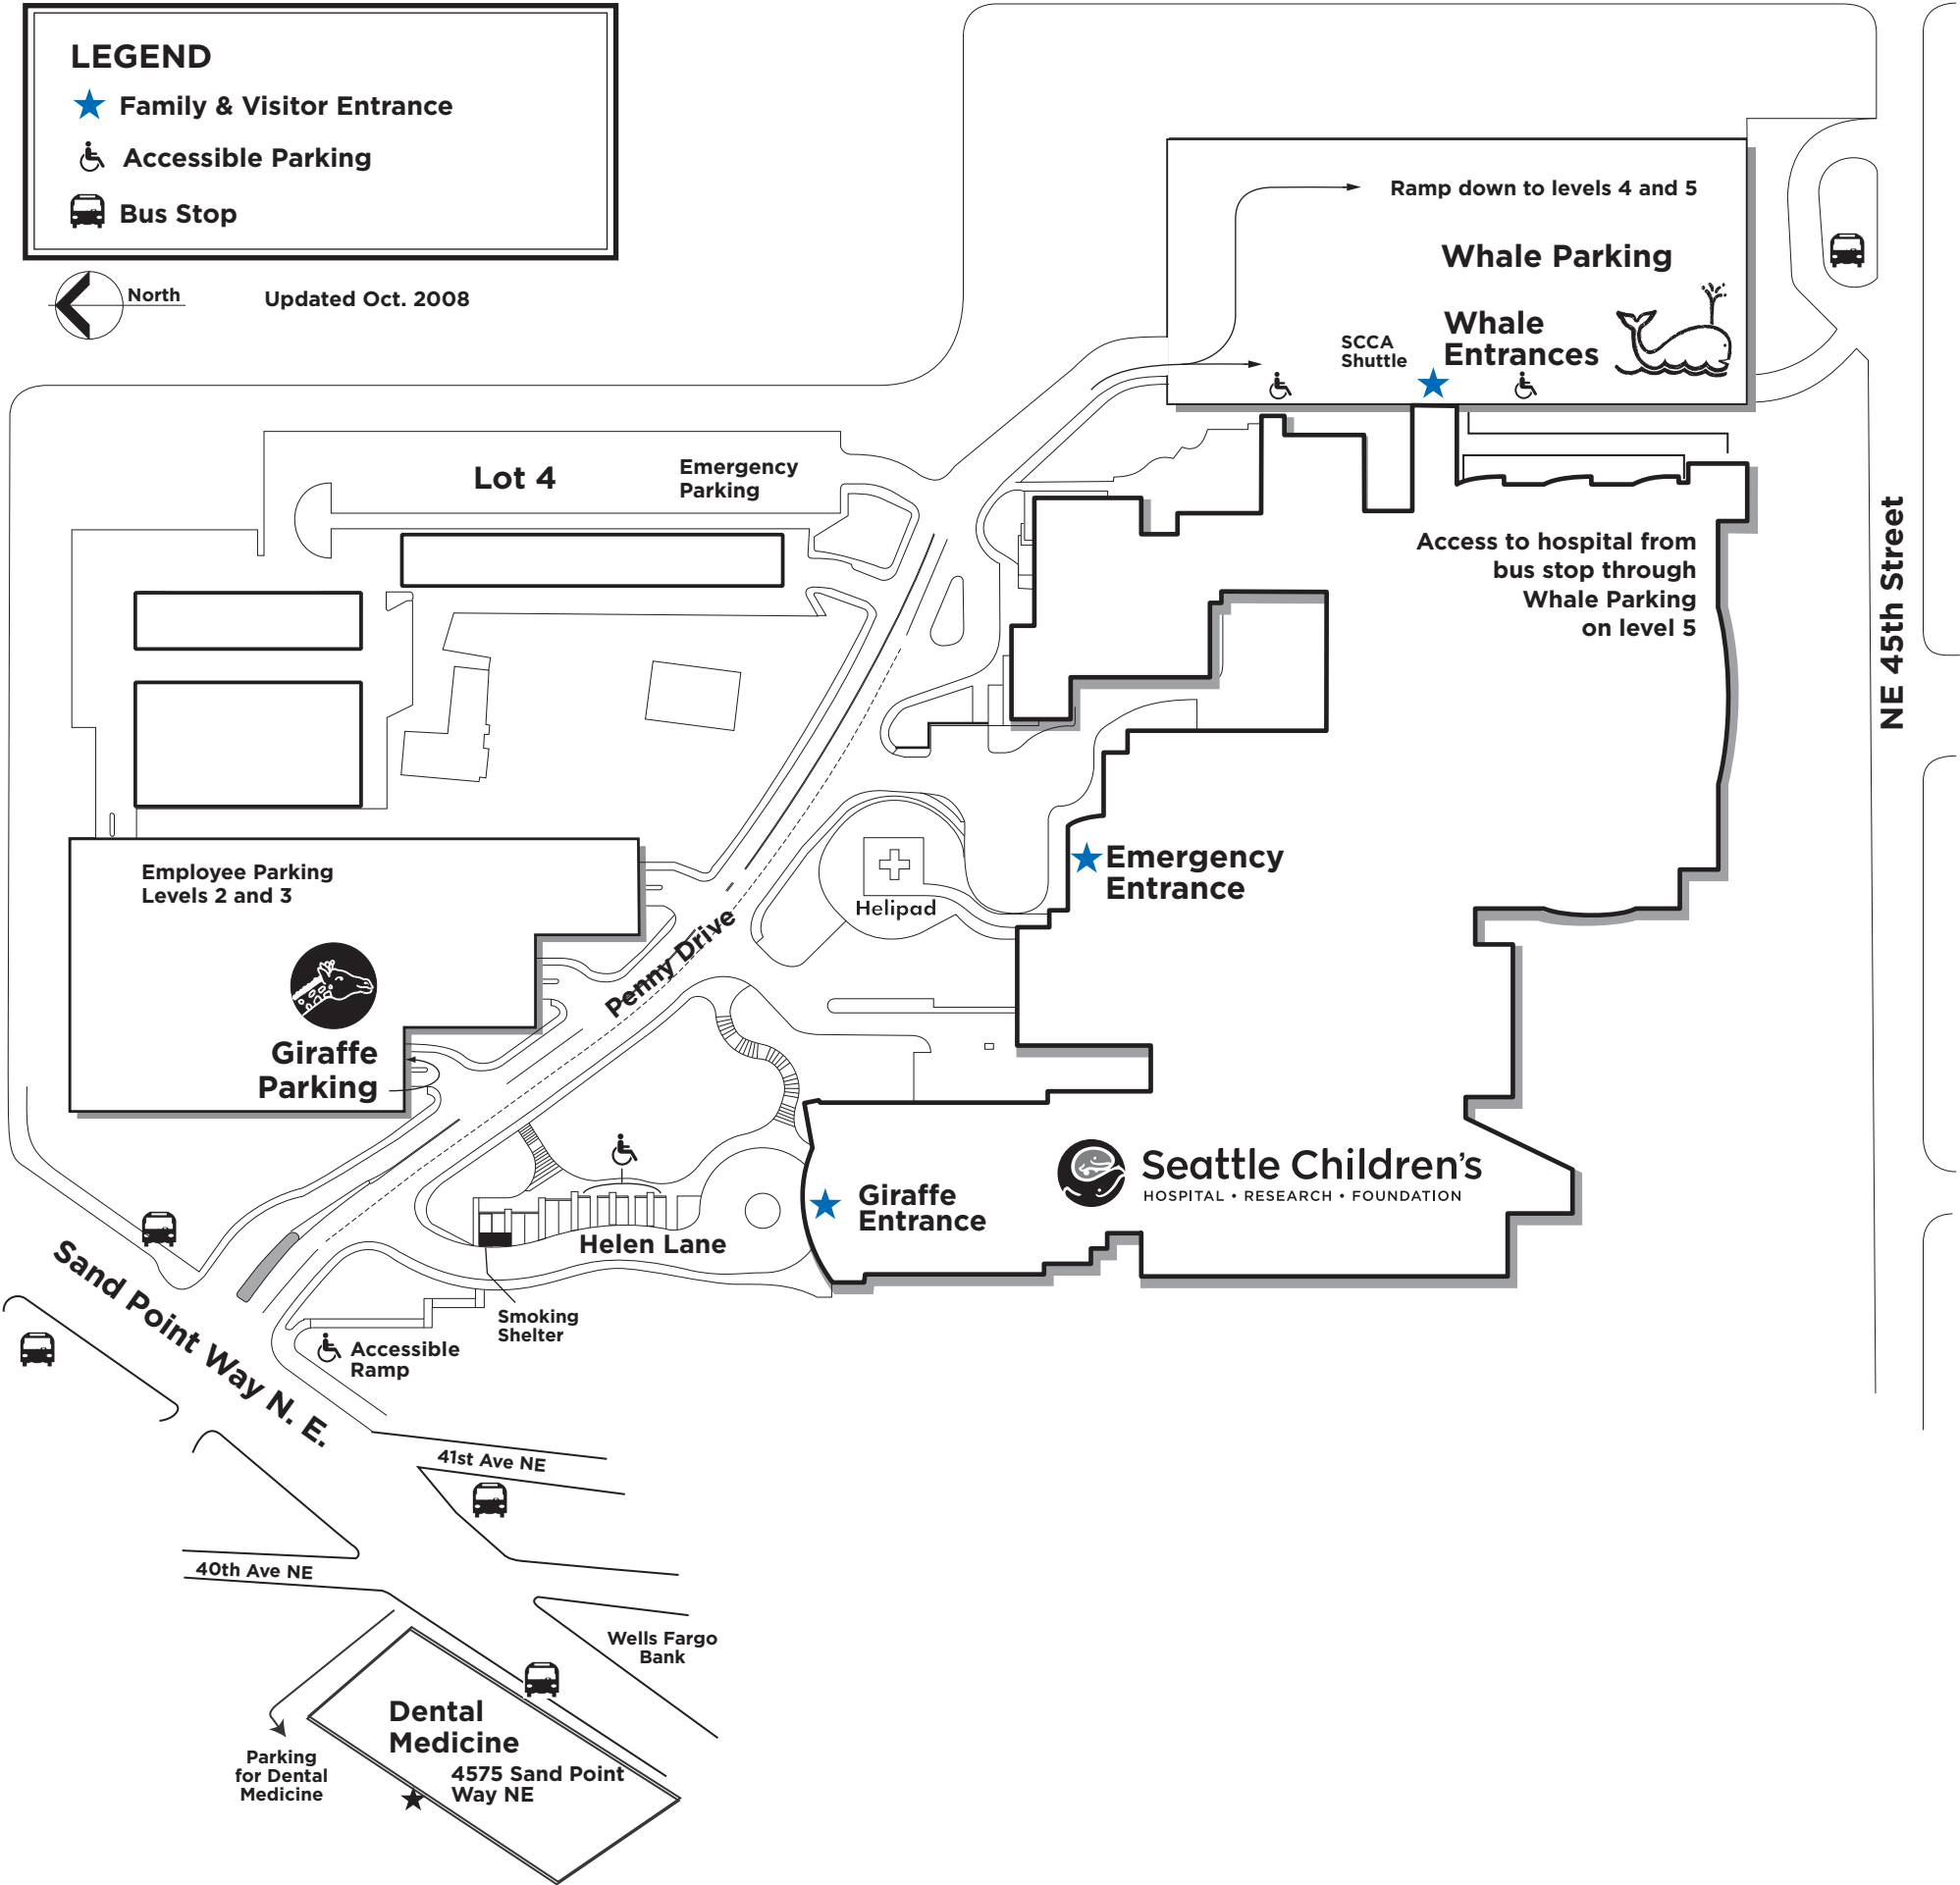 LEGEND
Family & Visitor Entrance
Accessible Parking
Bus Stop
North
Updated Oct. 2008
Ramp down to levels 4 and 5
Whale Parking
SCCA
Shuttle
Whale
Entrances
Lot 4
Emergency
Parking
Access to hospital from
bus stop through
Whale Parking
on level 5
NE 45th Street
Employee Parking
Levels 2 and 3
Giraffe
Parking
Penny Drive
Helipad
Emergency
Entrance
Giraffe
Entrance
Seattle Children's
HOSPITAL • RESEARCH • FOUNDATION
Helen Lane
Smoking
Shelter
Accessible
Ramp
Sand Point Way N. E.
41st Ave NE
40th Ave NE
Wells Fargo
Bank
Dental
Medicine
4575 Sand Point
Way NE
Parking
for Dental
Medicine